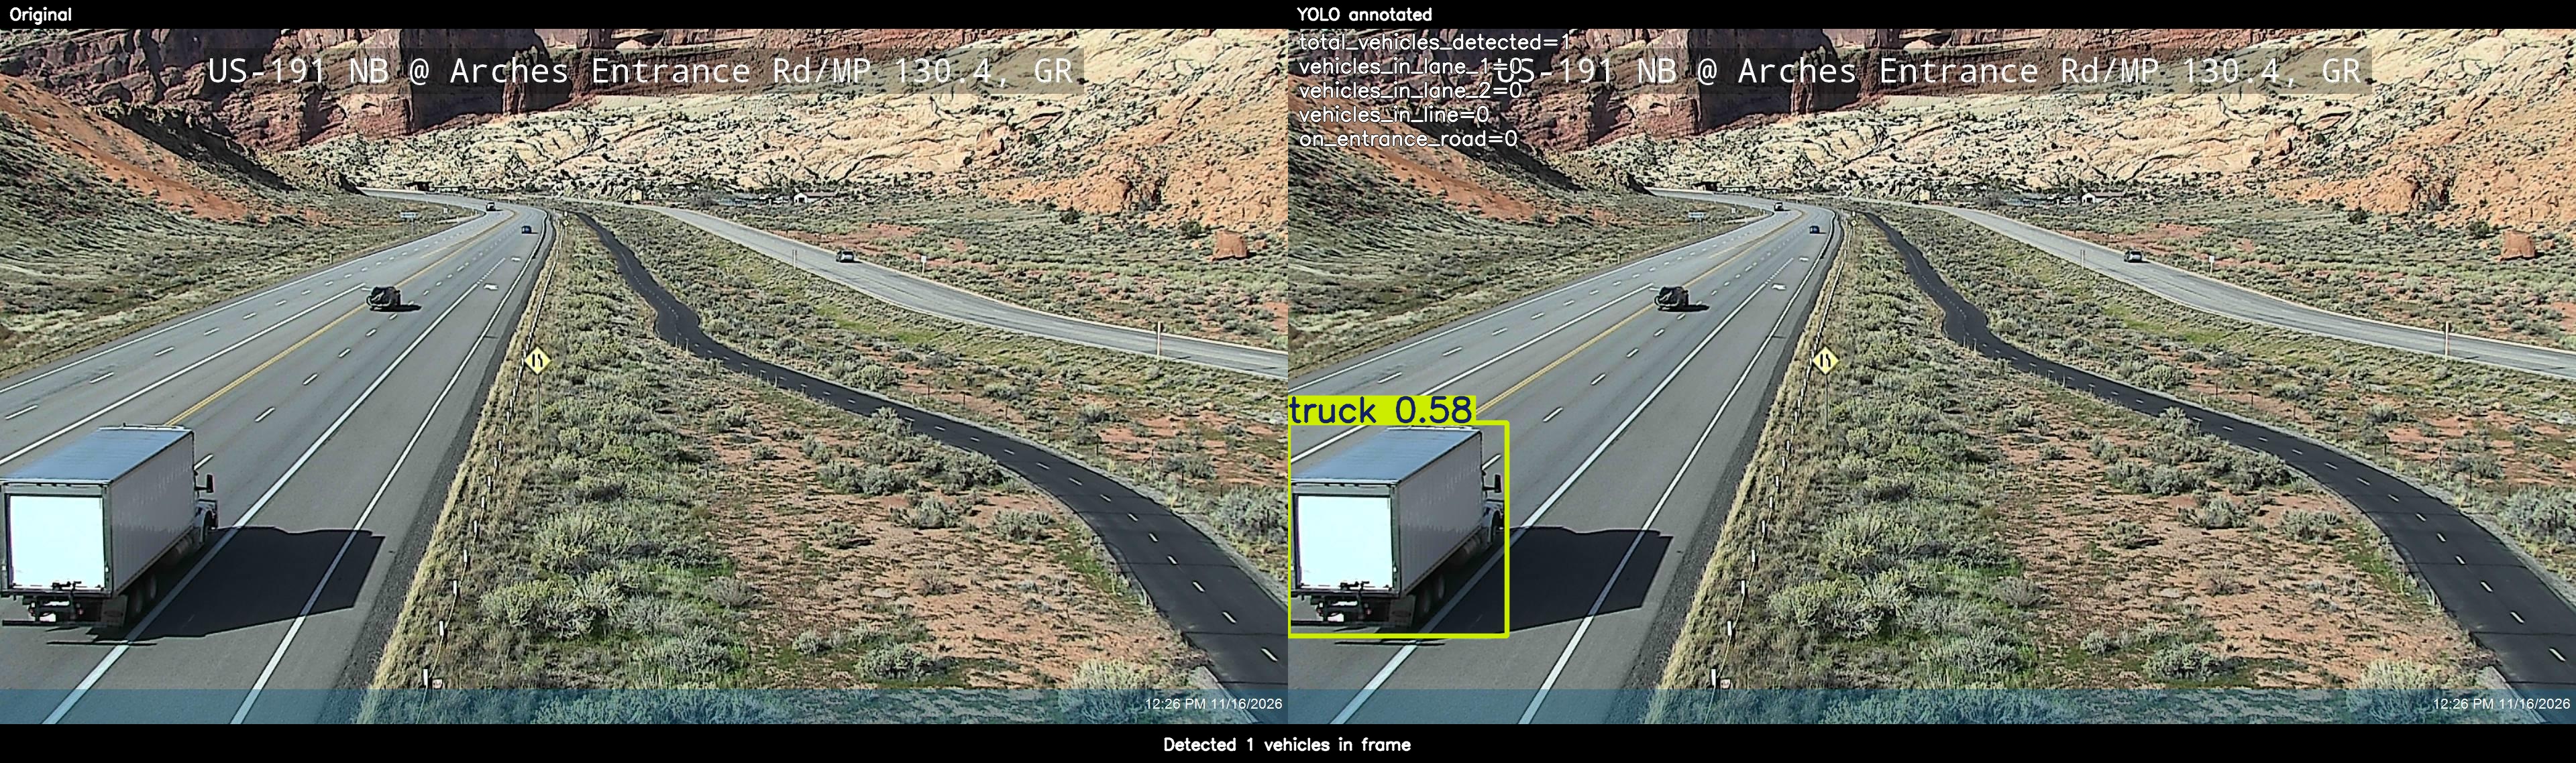 Original
US-191 NB @ Arches Entrance Rd/MP 130.4, GR
12:26 PM 11/16/2026
YOLO annotated
total_vehicles_detected=1
vehicles_in_lane_1=0
US-191 NB @ Arches Entrance Rd/MP 130.4, GR
vehicles_in_lane_2=0
vehicles_in_line=0
on_entrance_road=0
truck 0.58
12:26 PM 11/16/2026
Detected 1 vehicles in frame